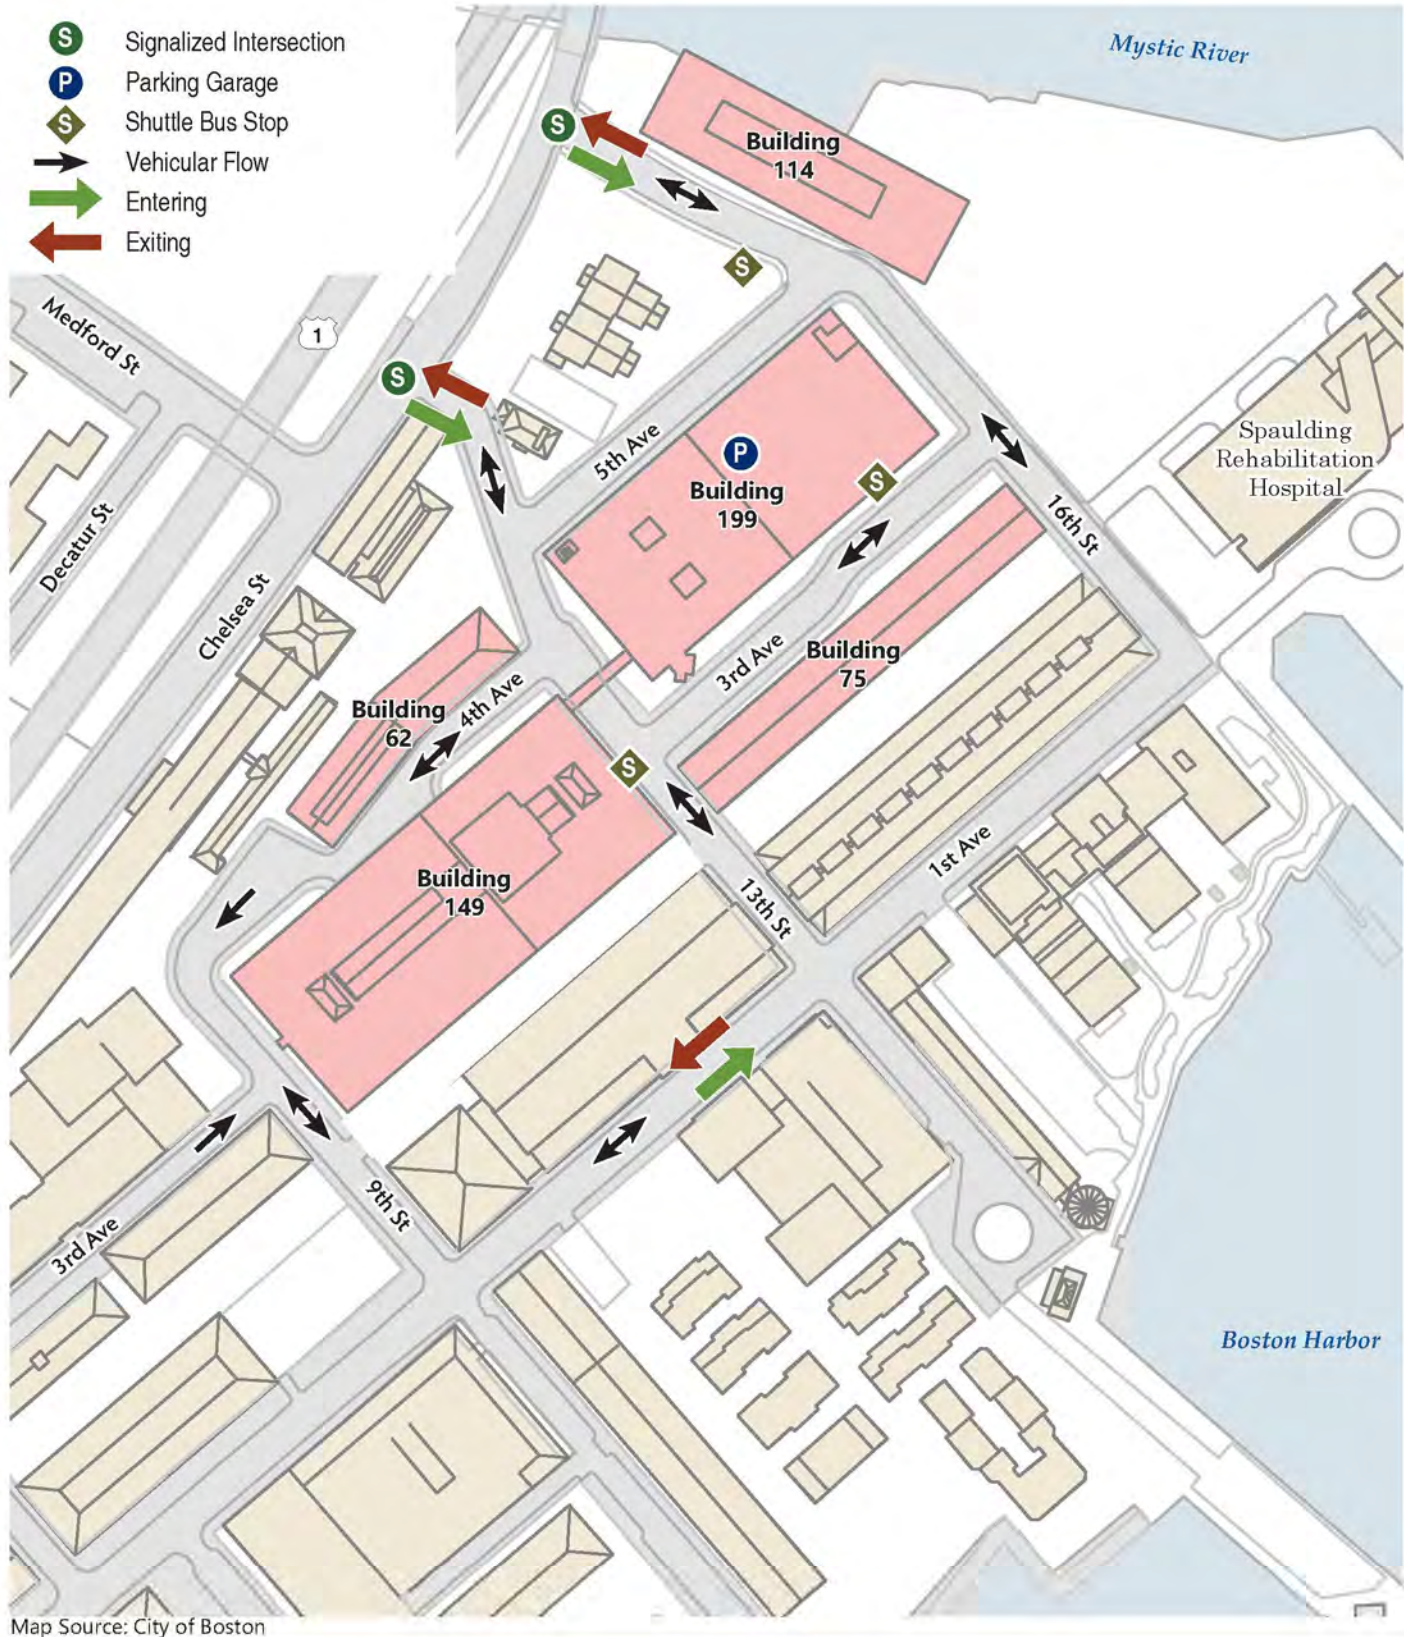 S Signalized Intersection
P Parking Garage
S Shuttle Bus Stop
Vehicular Flow
Entering
Exiting
Mystic River
S
Building
114
S
Medford St
1
S
5th Ave
P
Building
199
S
Spaulding
Rehabilitation
Hospital
16th St
Decatur St
Chelsea St
3rd Ave
Building
75
Building
62
4th Ave
S
1st Ave
Building
149
13th St
9th St
3rd Ave
Boston Harbor
Map Source: City of Boston